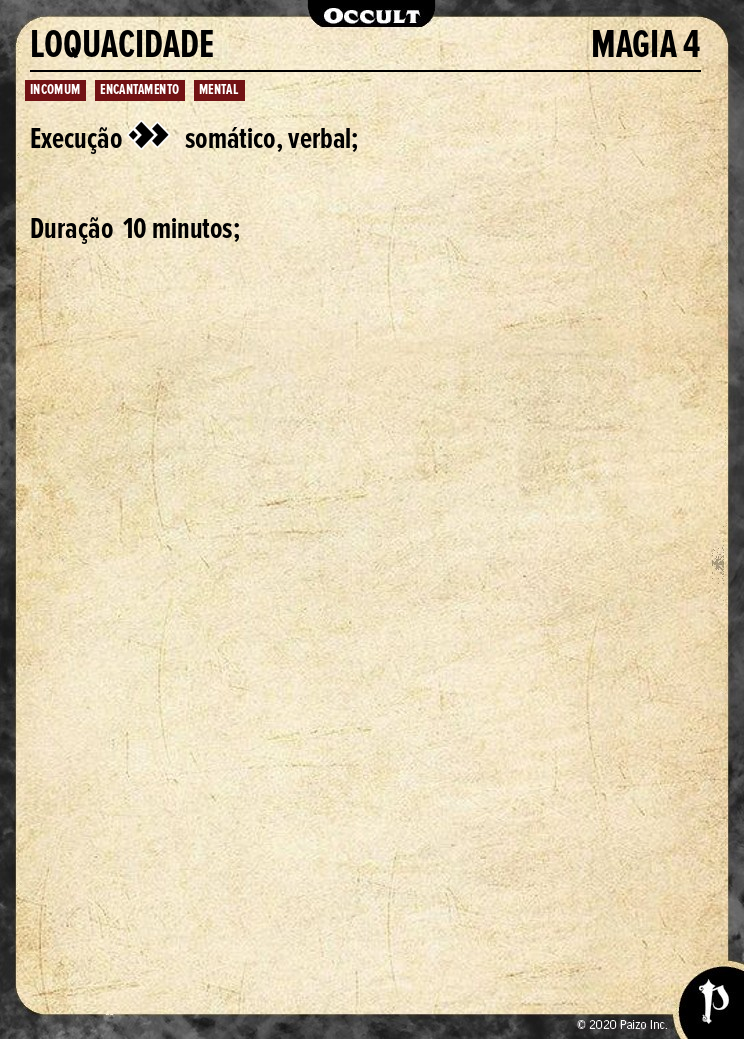 OCCULT
LOQUACIDADE MAGIA 4
INCOMUM ENCANTAMENTO MENTAL
Execução somático, verbal;
Duração 10 minutos;
© 2020 Paizo Inc.
P